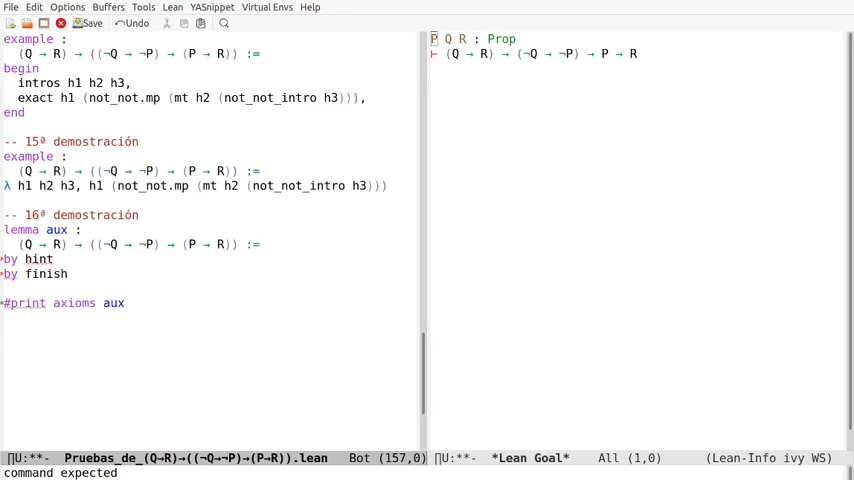 File Edit Options Buffers Tools Lean YASnippet Virtual Envs Help
Save Undo
example :
(Q → R) → ((¬Q → ¬P) → (P → R)) :=
begin
intros h1 h2 h3,
exact h1 (not_not.mp (mt h2 (not_not_intro h3))),
end
-- 15ª demostración
example :
(Q → R) → ((¬Q → ¬P) → (P → R)) :=
λ h1 h2 h3, h1 (not_not.mp (mt h2 (not_not_intro h3)))
-- 16ª demostración
lemma aux :
(Q → R) → ((¬Q → ¬P) → (P → R)) :=
by hint
by finish
#print axioms aux
∏U:**- Pruebas_de_(Q→R)→((¬Q→¬P)→(P→R)).lean Bot (157,0)
command expected
P Q R : Prop
⊢ (Q → R) → (¬Q → ¬P) → P → R
∏U:**- *Lean Goal* All (1,0) (Lean-Info ivy WS)